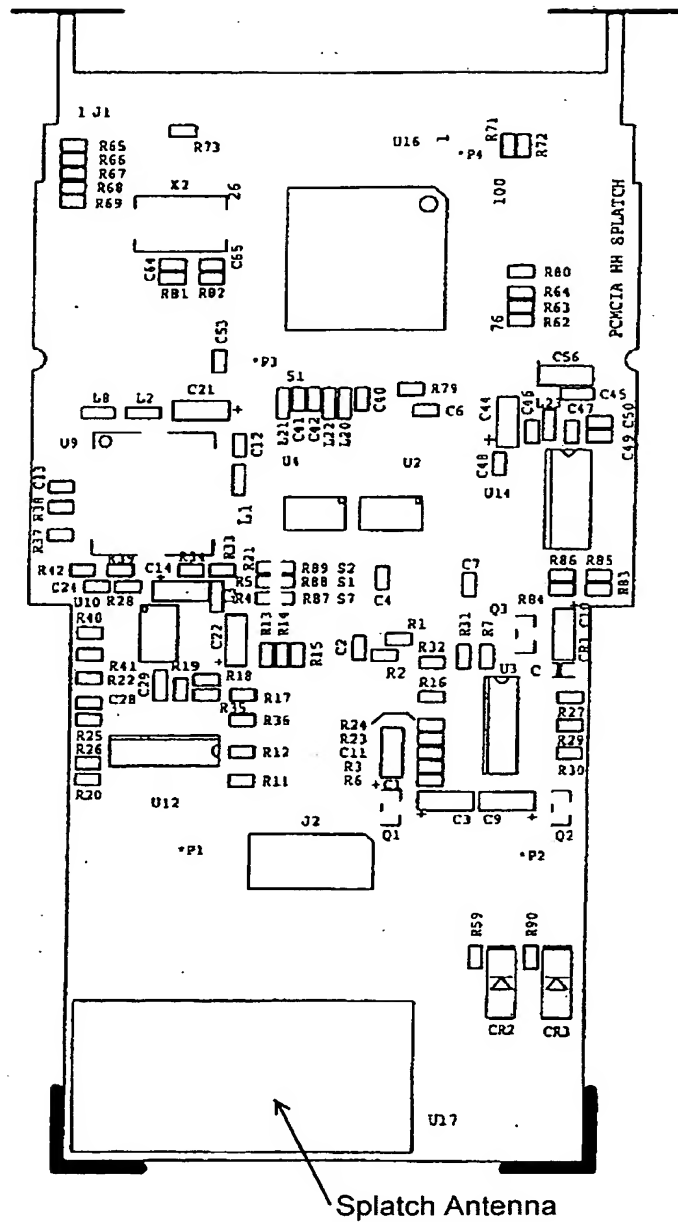 1 J1
R65
R66
R67
R68
R69
R73
X2
26
U16
1
*P4
R71
R72
100
PCMCIA HH SPLATCH
C64
C65
R81
R82
R80
R64
R63
R62
76
C53
*P3
S1
C56
C45
L8
L2
C21
+
L21
C41
C42
L22
L20
C40
R79
C6
C44
+
C46
L23
C47
C50
C49
U9
C12
U4
U2
C48
U14
C13
R38
R37
L1
R42
R39
C14
+
R34
R33
R21
R89 S2
R5
R88 S1
R4
R87 S7
C4
C7
R86
R85
R83
C24
R28
U10
R40
R41
R22
C28
C29
R19
R18
R35
C22
+
R13
R14
R15
C2
R1
R2
R32
R31
R7
R84
Q3
C10
CR1
U3
C
R17
R36
R16
R27
R25
R26
R20
R12
R11
R24
R23
C11
R3
R6
R29
R30
U12
+
Q1
+
C3
C9
+
Q2
J2
*P1
*P2
R59
R90
CR2
CR3
U17
Splatch Antenna